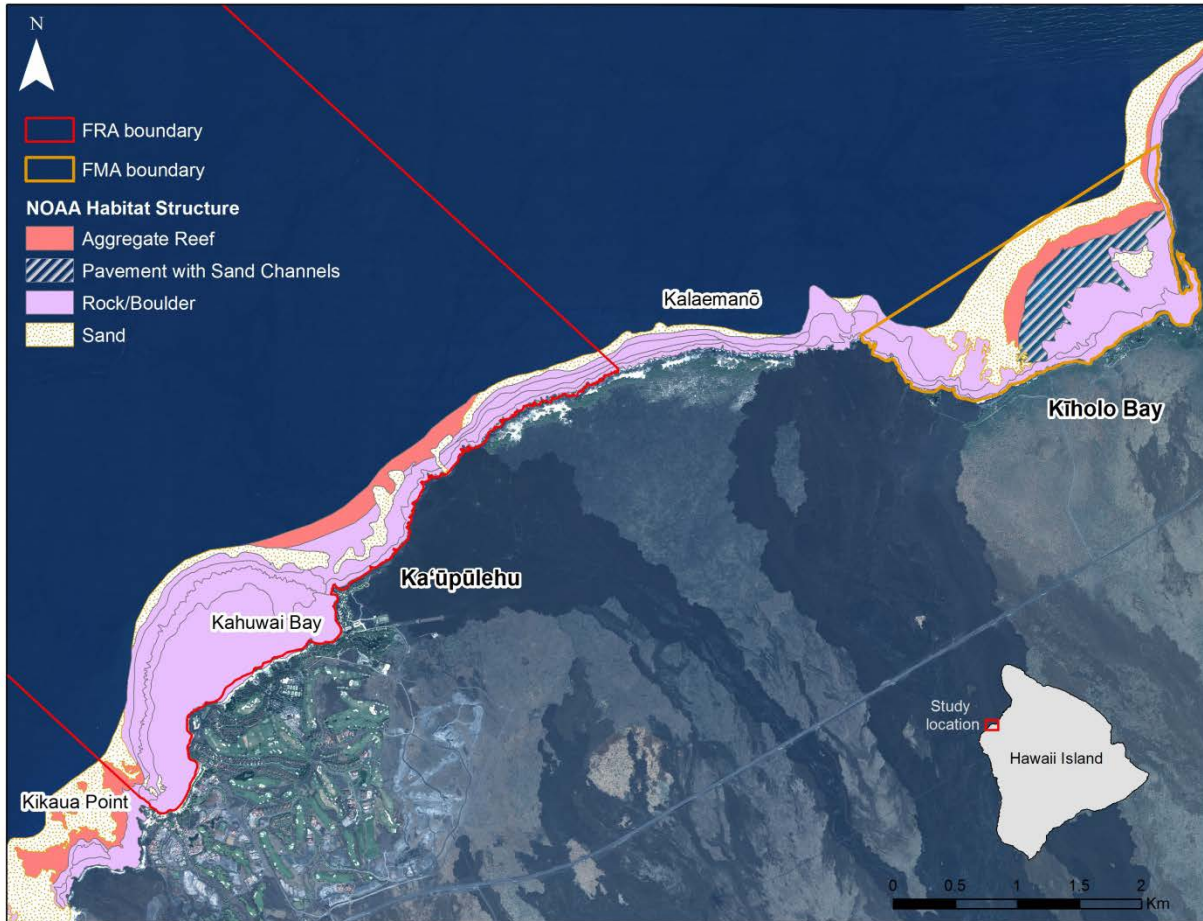 N
FRA boundary
FMA boundary
NOAA Habitat Structure
Aggregate Reef
Pavement with Sand Channels
Rock/Boulder
Sand
Kalaemanō
Kīholo Bay
Kaʻūpūlehu
Kahuwai Bay
Kikaua Point
Study
location
Hawaii Island
0 0.5 1 1.5 2
Km